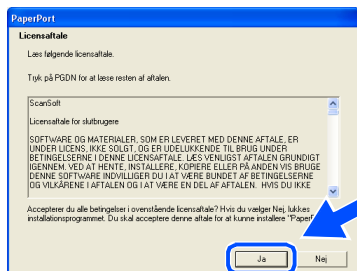 PaperPort
Licensaftale
Læs følgende licensaftale.
Tryk på PGDN for at læse resten af aftalen.
ScanSoft
Licensaftale for slutbrugere
SOFTWARE OG MATERIALER, SOM ER LEVERET MED DENNE AFTALE, ER
UNDER LICENS, IKKE SOLGT, OG ER UDELUKKENDE TIL BRUG UNDER
BETINGELSERNE I DENNE LICENSAFTALE. LÆS VENLIGST AFTALEN GRUNDIGT
IGENNEM. VED AT HENTE, INSTALLERE, KOPIERE ELLER PÅ ANDEN VIS BRUGE
DENNE SOFTWARE INDVILLIGER DU I AT VÆRE BUNDET AF BETINGELSERNE
OG VILKÅRENE I AFTALEN OG I AT VÆRE EN DEL AF AFTALEN. HVIS DU IKKE
Accepterer du alle betingelser i ovenstående licensaftale? Hvis du vælger Nej, lukkes
installationsprogrammet. Du skal acceptere denne aftale for at kunne installere "PaperP
Ja
Nej